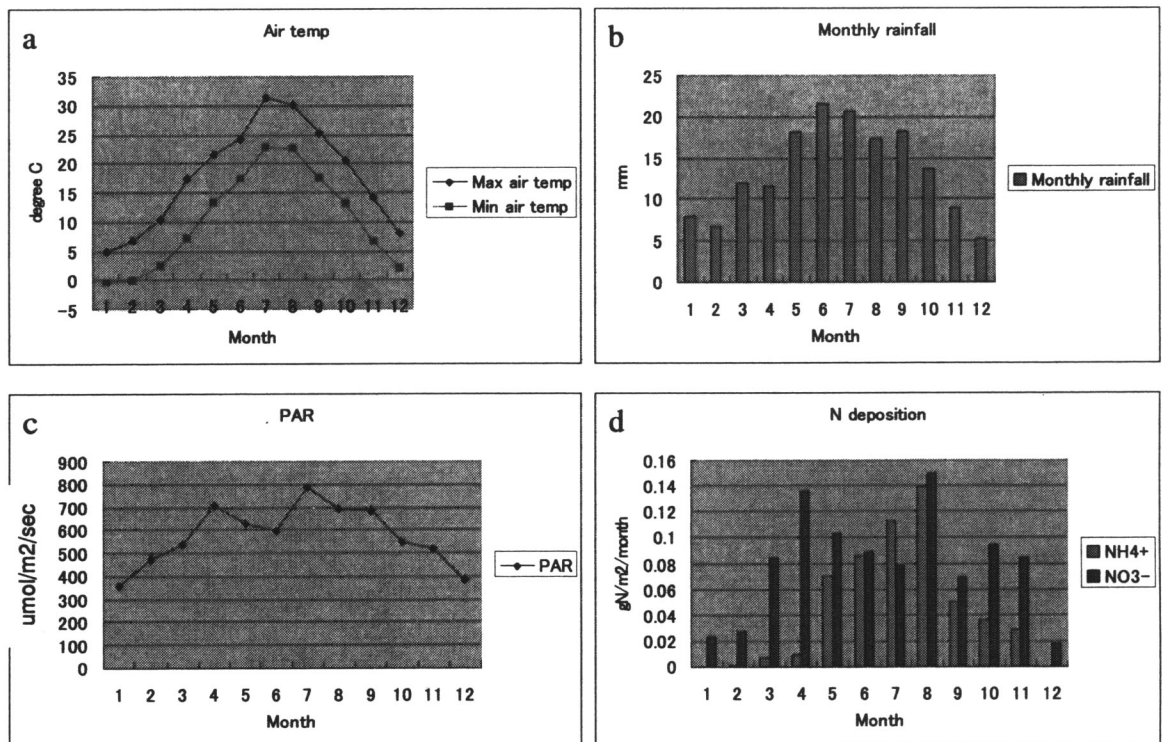 a
Air temp
35
30
25
20
15
10
5
0
-5
degree C
1 2 3 4 5 6 7 8 9 10 11 12
Month
Max air temp
Min air temp
b
Monthly rainfall
25
20
15
10
5
0
mm
1 2 3 4 5 6 7 8 9 10 11 12
Month
Monthly rainfall
c
PAR
900
800
700
600
500
400
300
200
100
0
umol/m2/sec
1 2 3 4 5 6 7 8 9 10 11 12
Month
PAR
d
N deposition
0.16
0.14
0.12
0.1
0.08
0.06
0.04
0.02
0
gN/m2/month
1 2 3 4 5 6 7 8 9 10 11 12
Month
NH4+
NO3-